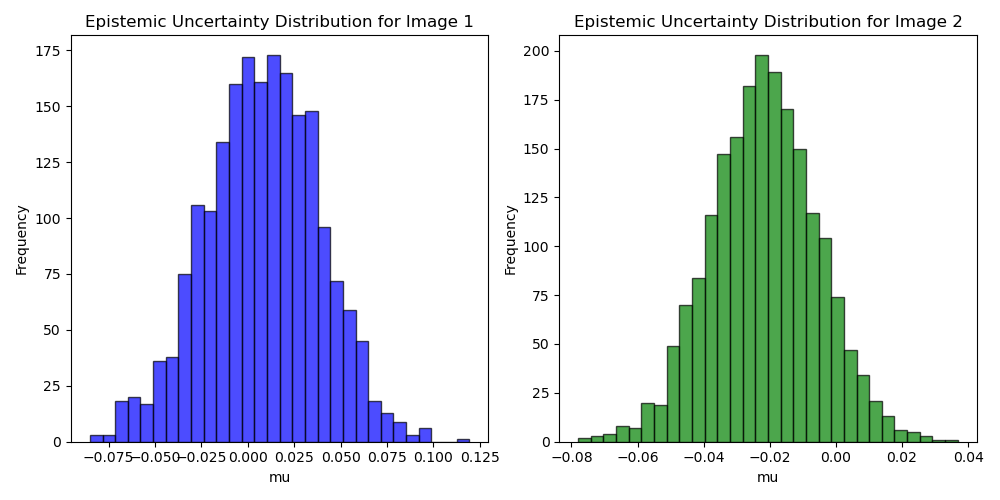 Epistemic Uncertainty Distribution for Image 1
Frequency
175
150
125
100
75
50
25
0
−0.075 −0.050 −0.025 0.000 0.025 0.050 0.075 0.100 0.125
mu
Epistemic Uncertainty Distribution for Image 2
Frequency
200
175
150
125
100
75
50
25
0
−0.08 −0.06 −0.04 −0.02 0.00 0.02 0.04
mu